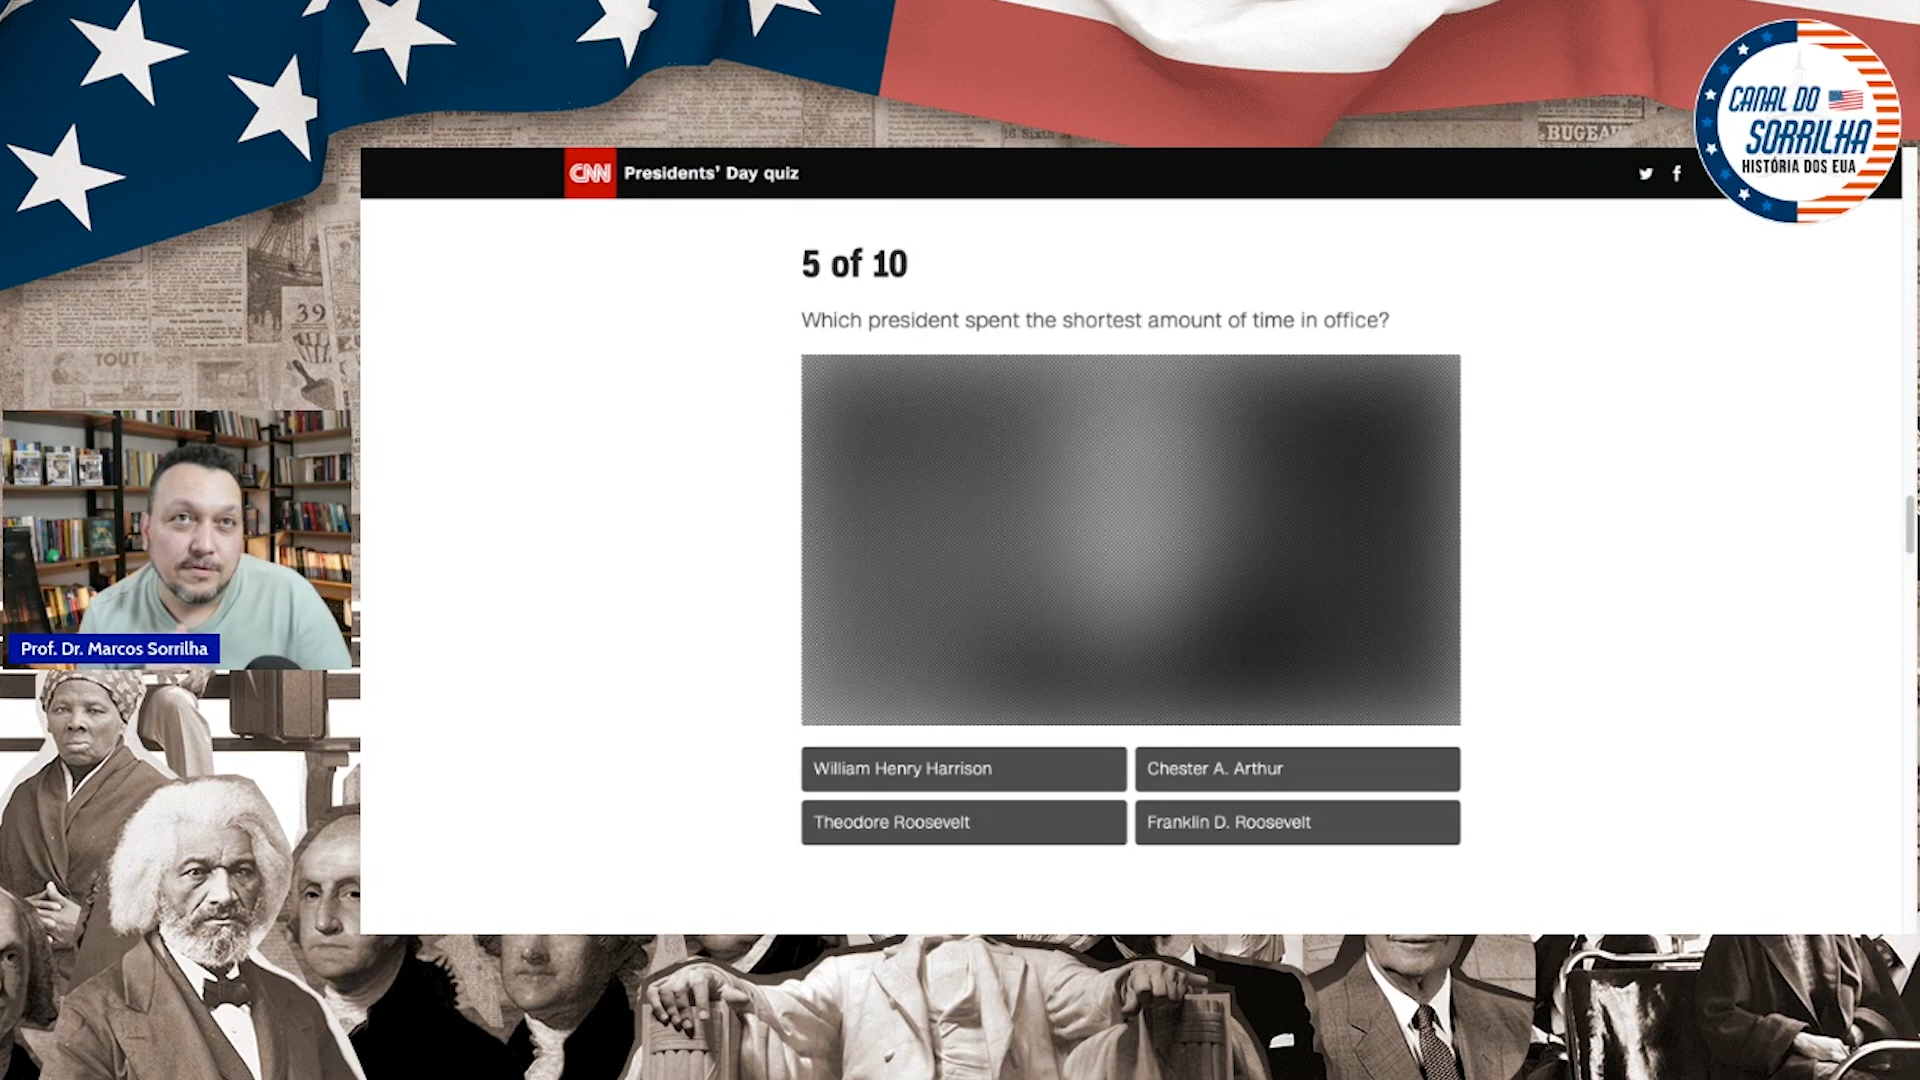 CANAL DO
SORRILHA
HISTÓRIA DOS EUA
BUGEAU
CNN Presidents' Day quiz
5 of 10
Which president spent the shortest amount of time in office?
39
TOUT
William Henry Harrison
Chester A. Arthur
Theodore Roosevelt
Franklin D. Roosevelt
Prof. Dr. Marcos Sorrilha